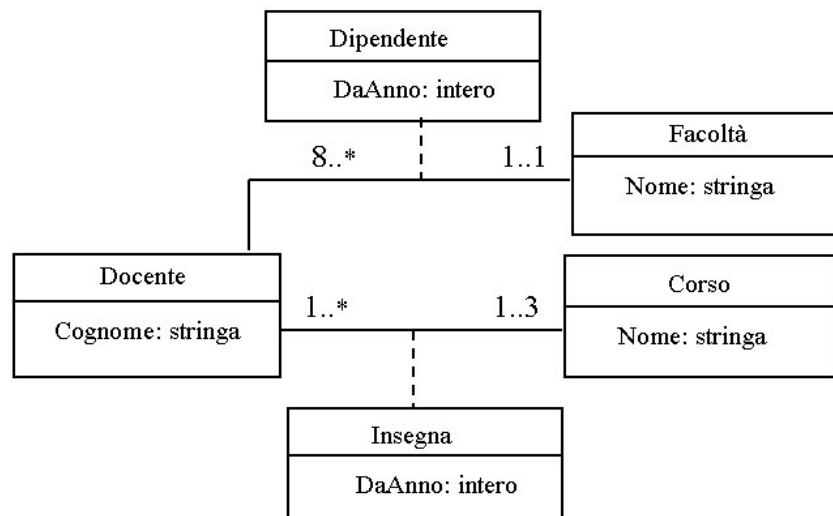 Dipendente
DaAnno: intero
Facoltà
Nome: stringa
8..*
1..1
Docente
Cognome: stringa
1..*
1..3
Corso
Nome: stringa
Insegna
DaAnno: intero